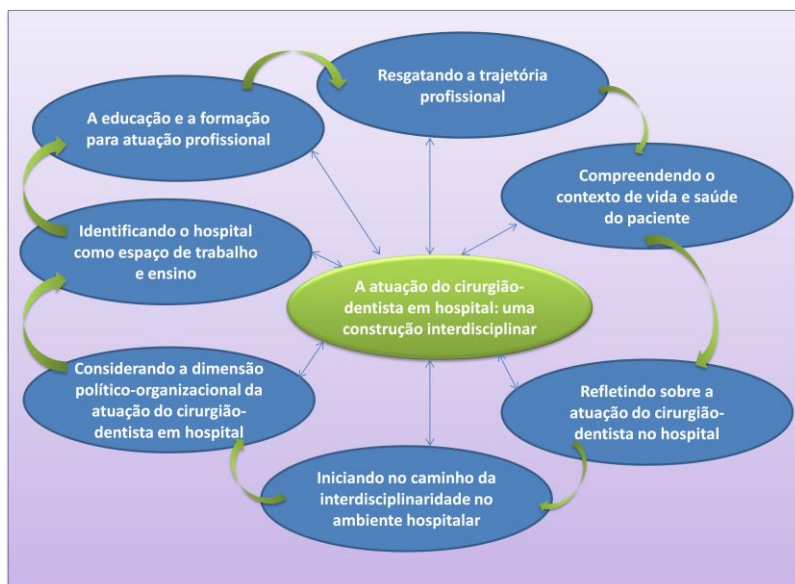 Resgatando a trajetória
profissional
A educação e a formação
para atuação profissional
Compreendendo o
contexto de vida e saúde
do paciente
Identificando o hospital
como espaço de trabalho
e ensino
A atuação do cirurgião-
dentista em hospital: uma
construção interdisciplinar
Considerando a dimensão
político-organizacional da
atuação do cirurgião-
dentista em hospital
Refletindo sobre a
atuação do cirurgião-
dentista no hospital
Iniciando no caminho da
interdisciplinaridade no
ambiente hospitalar